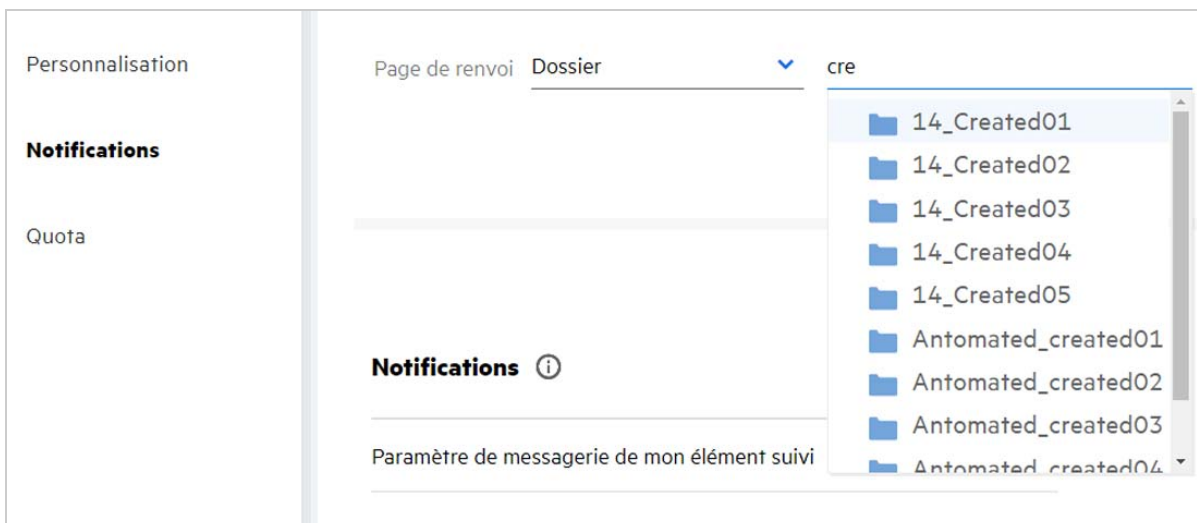 Personnalisation
Notifications
Quota
Page de renvoi Dossier cre
14_Created01
14_Created02
14_Created03
14_Created04
14_Created05
Antomated_created01
Antomated_created02
Antomated_created03
Antomated_created04
Notifications
Paramètre de messagerie de mon élément suivi